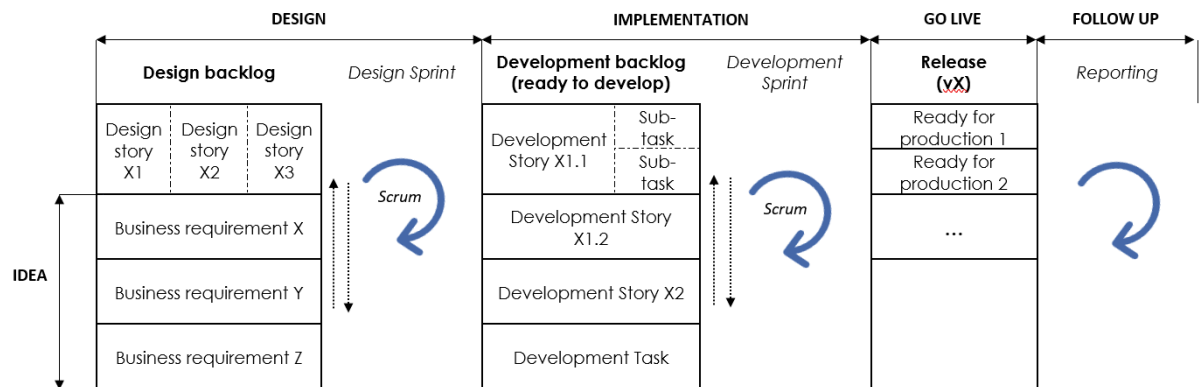 DESIGN
IMPLEMENTATION
GO LIVE
FOLLOW UP
Design backlog
Design Sprint
Development backlog
(ready to develop)
Development
Sprint
Release
(vX)
Reporting
Design
story
X1
Design
story
X2
Design
story
X3
Scrum
Business requirement X
Business requirement Y
Business requirement Z
IDEA
Development
Story X1.1
Sub-
task
Sub-
task
Scrum
Development Story
X1.2
Development Story X2
Development Task
Ready for
production 1
Ready for
production 2
...